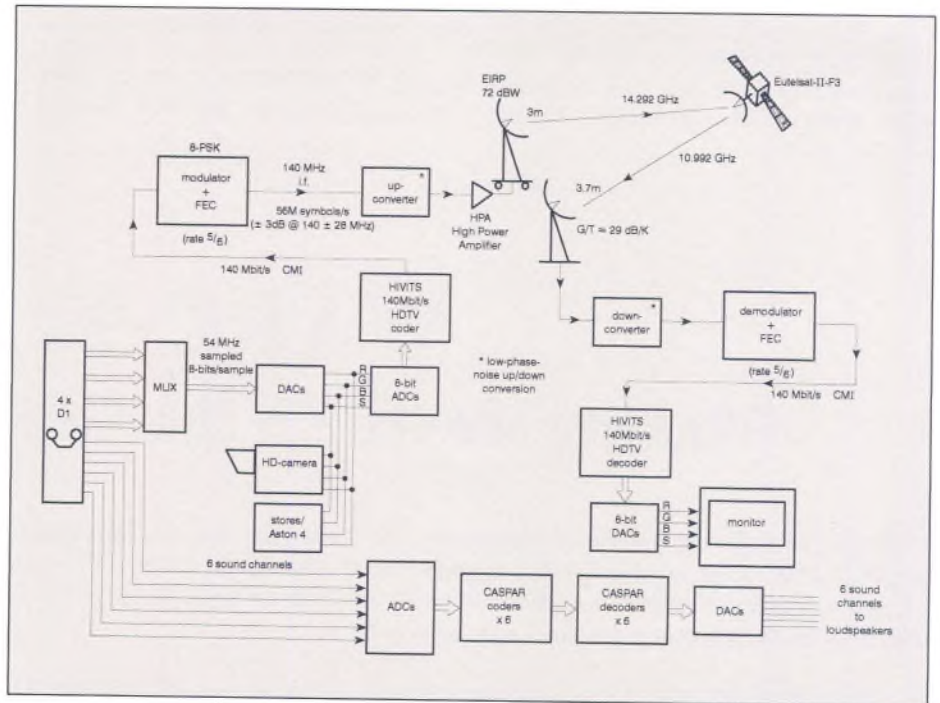 EIRP
72 dBW
3m
14.292 GHz
Eutelsat-II-F3
10.992 GHz
8-PSK
modulator
+
FEC
(rate 5/6)
140 MHz
i.f.
56M symbols/s
(± 3dB @ 140 ± 28 MHz)
up-
converter
*
HPA
High Power
Amplifier
3.7m
G/T = 29 dB/K
140 Mbit/s CMI
HIVITS
140Mbit/s
HDTV
coder
down-
converter
*
demodulator
+
FEC
(rate 5/6)
140 Mbit/s CMI
* low-phase-
noise up/down
conversion
4 x
D1
MUX
54 MHz
sampled
8-bits/sample
DACs
R
G
B
S
8-bit
ADCs
HD-camera
stores/
Aston 4
HIVITS
140Mbit/s
HDTV
decoder
8-bit
DACs
R
G
B
S
monitor
6 sound channels
ADCs
CASPAR
coders
x 6
CASPAR
decoders
x 6
DACs
6 sound
channels
to
loudspeakers